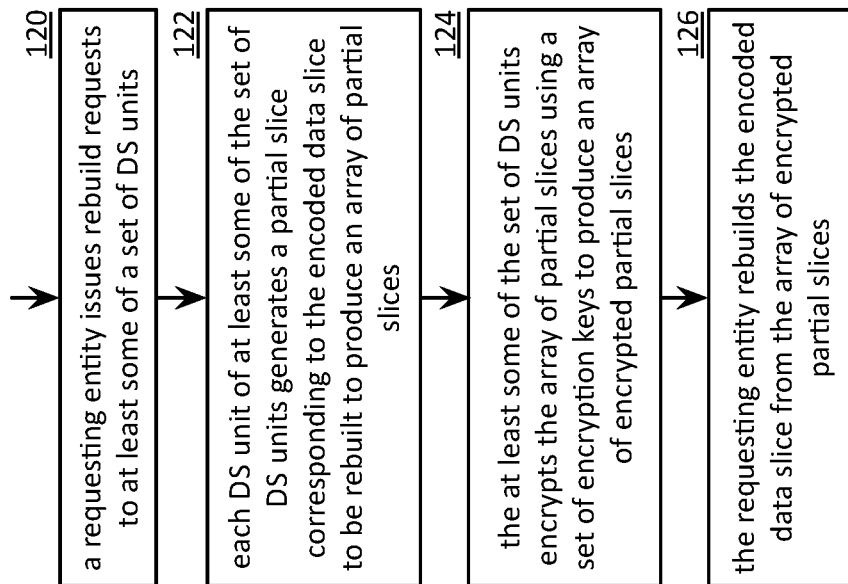 120
a requesting entity issues rebuild requests
to at least some of a set of DS units
122
each DS unit of at least some of the set of
DS units generates a partial slice
corresponding to the encoded data slice
to be rebuilt to produce an array of partial
slices
124
the at least some of the set of DS units
encrypts the array of partial slices using a
set of encryption keys to produce an array
of encrypted partial slices
126
the requesting entity rebuilds the encoded
data slice from the array of encrypted
partial slices